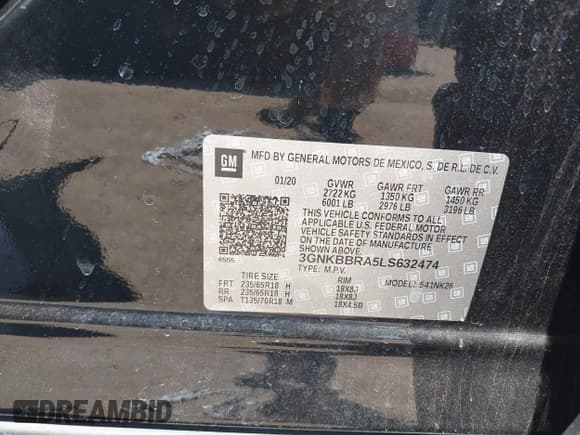 GM
MFD BY GENERAL MOTORS DE MEXICO, S. DE R.L. DE C.V.
01/20 GVWR GAWR FRT GAWR RR
2722 KG 1350 KG 1450 KG
6001 LB 2976 LB 3196 LB
THIS VEHICLE CONFORMS TO ALL
APPLICABLE U.S. FEDERAL MOTOR
VEHICLE SAFETY STANDARDS IN EFFECT
ON THE DATE OF MANUFACTURE
SHOWN ABOVE.
3GNKBBRA5LS632474
TYPE: M.P.V. MODEL: 541NK26
TIRE SIZE RIM
FRT 235/65R18 H 18X8J
RR 235/65R18 H 18X8J
SPA T135/70R18 M 18X4.5B
DREAMBID